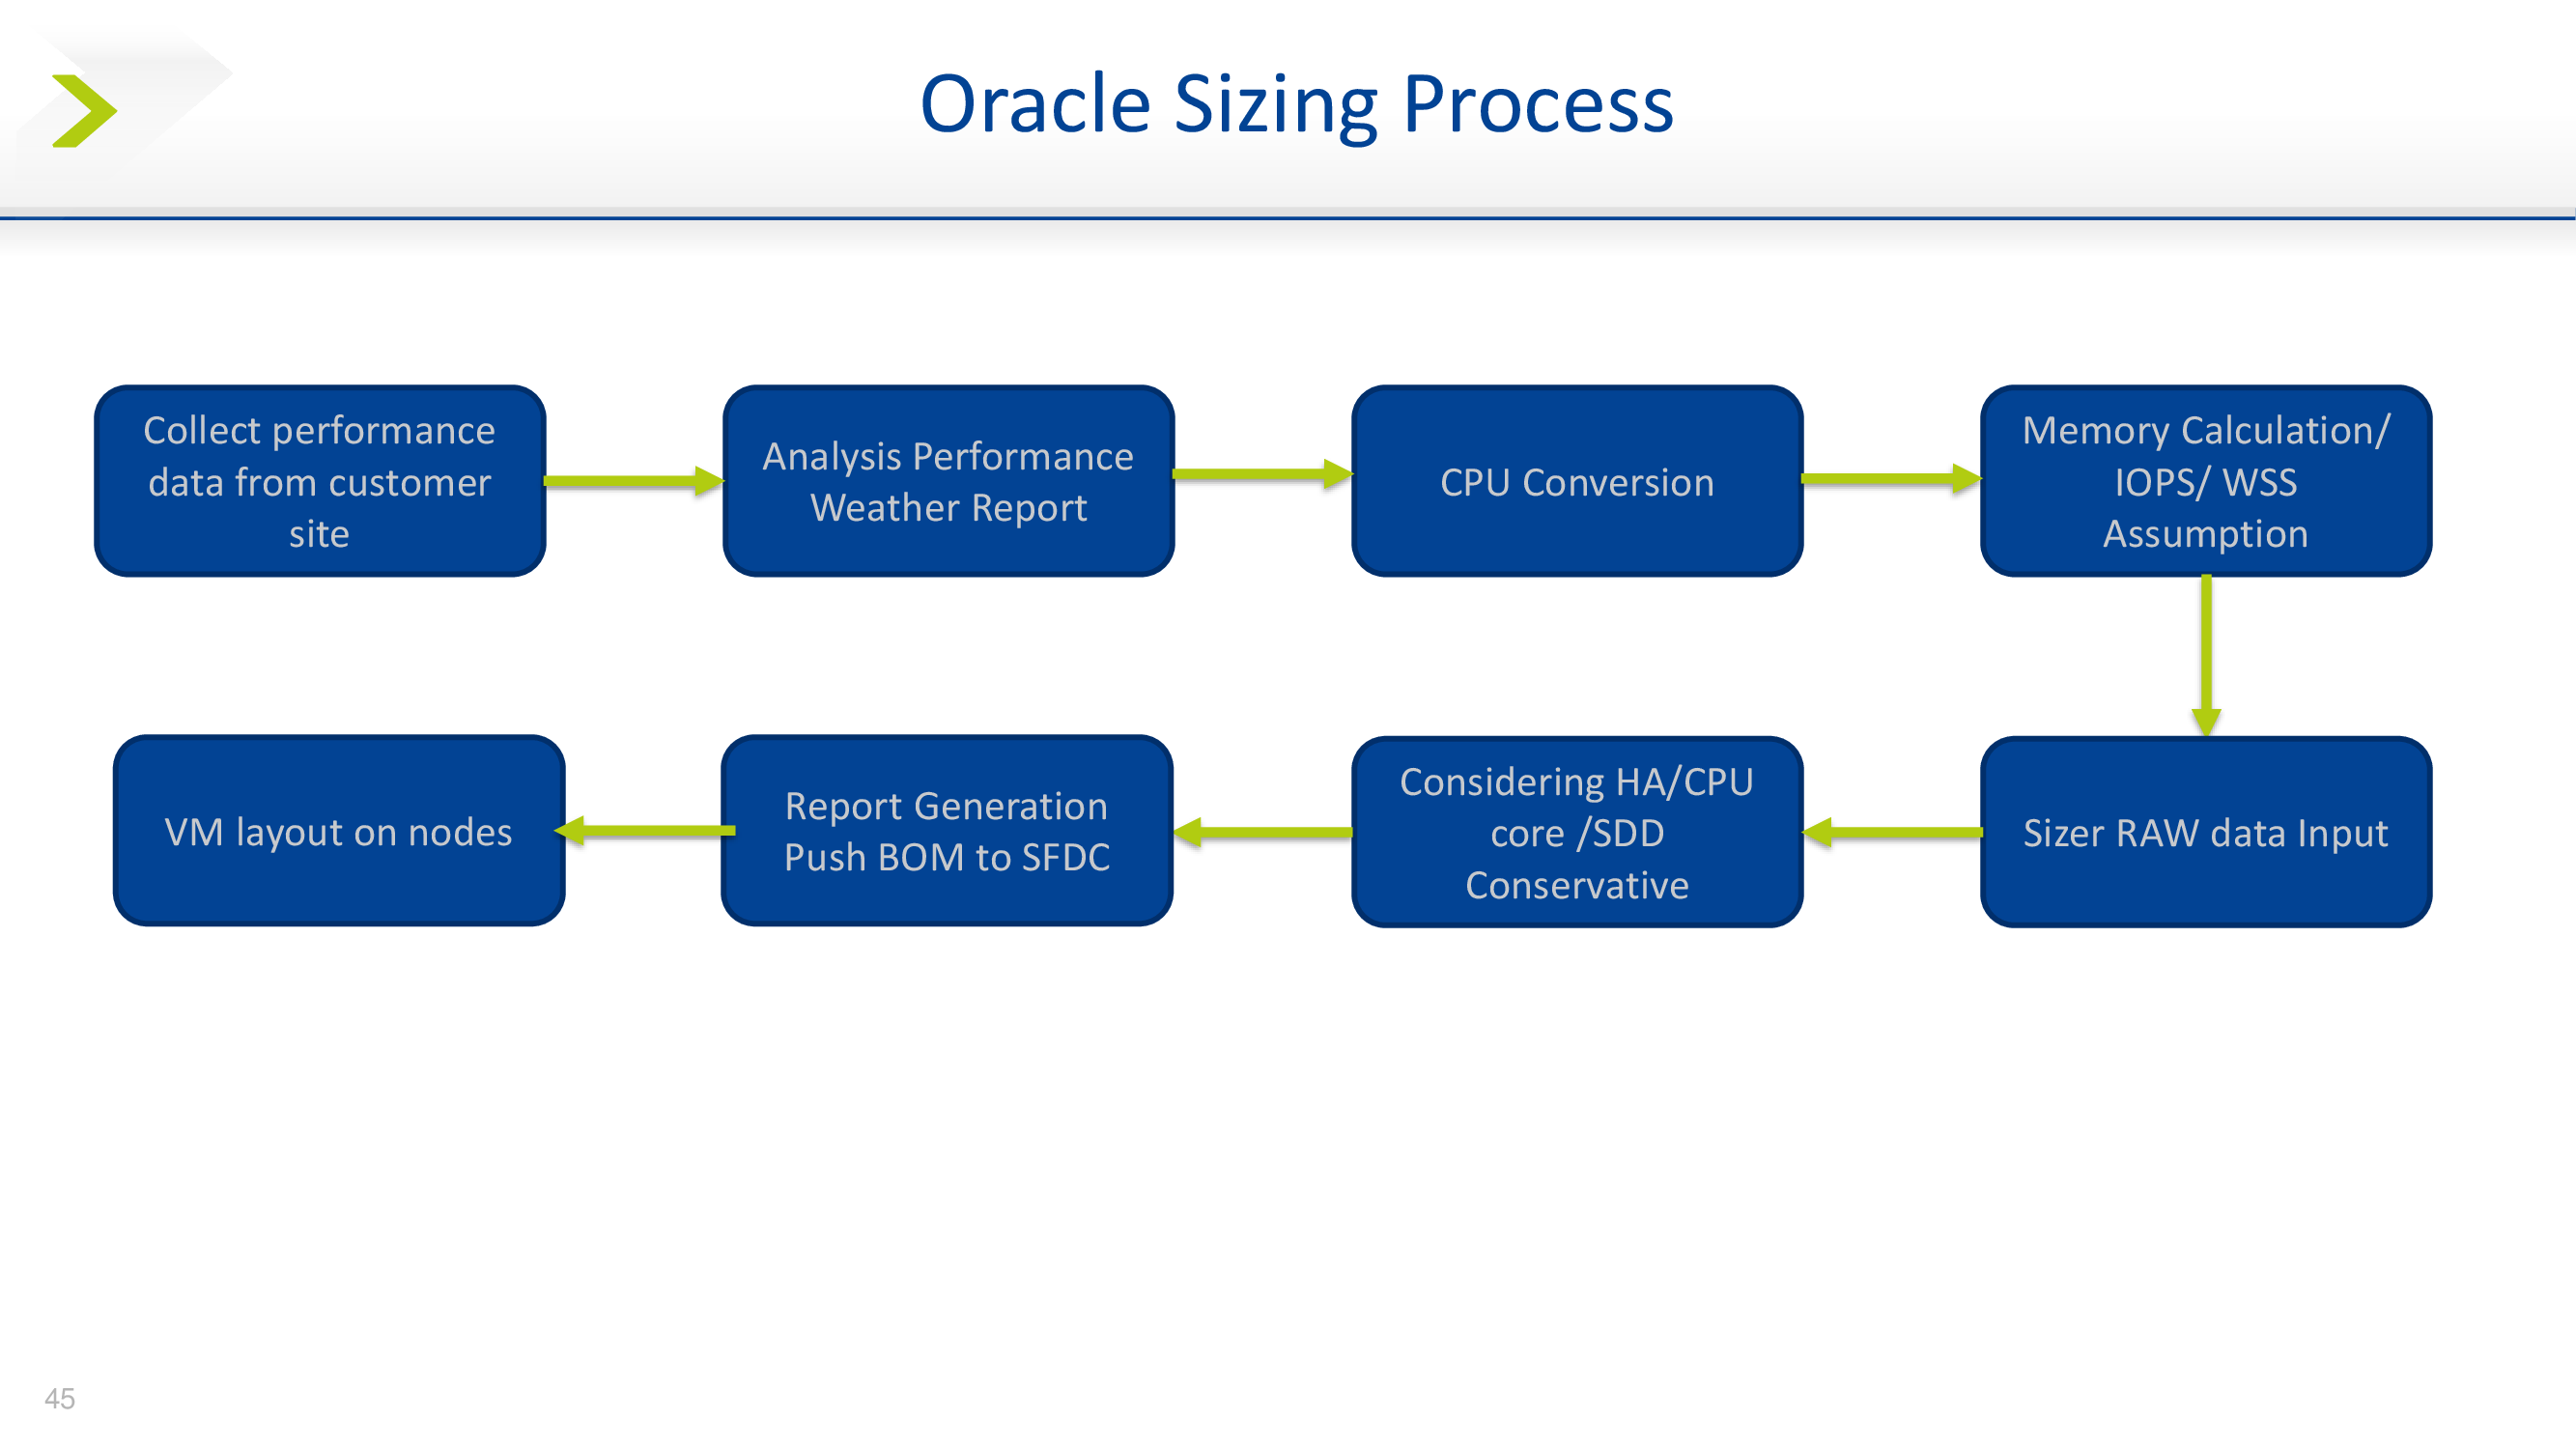 Oracle Sizing Process
Collect performance
data from customer
site
Analysis Performance
Weather Report
CPU Conversion
Memory Calculation/
IOPS/ WSS
Assumption
VM layout on nodes
Report Generation
Push BOM to SFDC
Considering HA/CPU
core /SDD
Conservative
Sizer RAW data Input
45